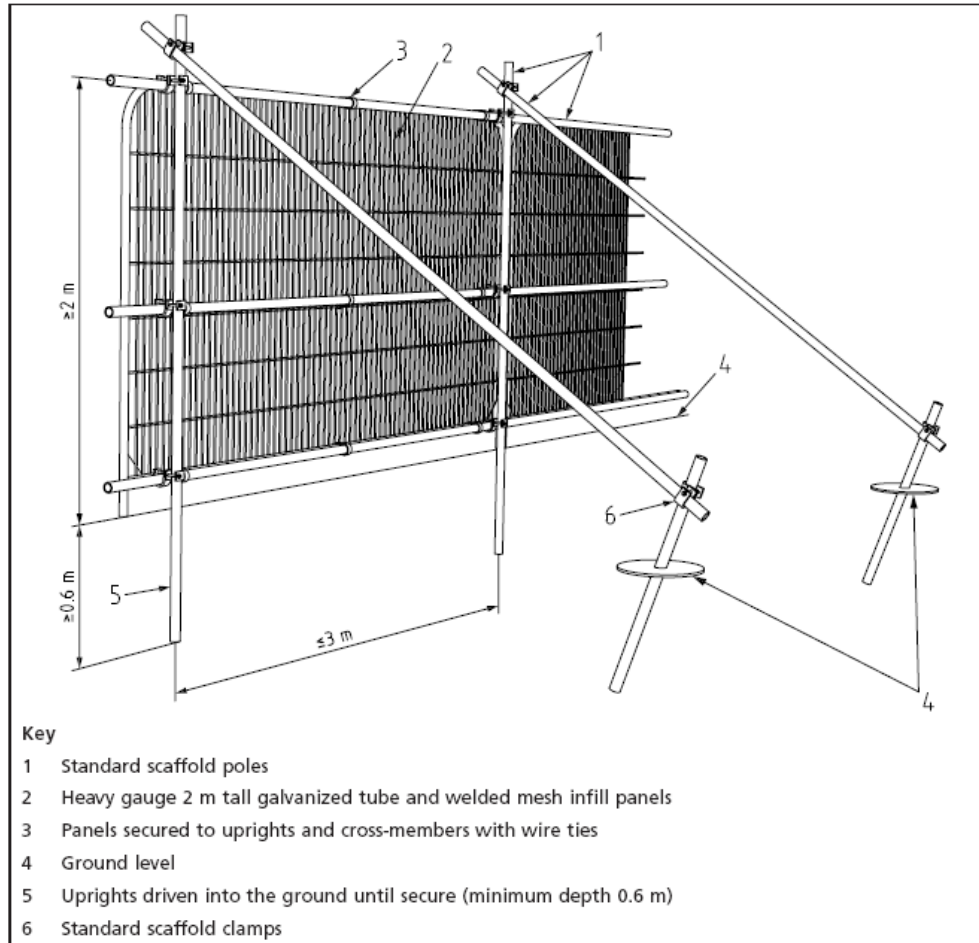 1
3
2
≥2 m
4
6
5
≥0.6 m
≤3 m
4
Key
1 Standard scaffold poles
2 Heavy gauge 2 m tall galvanized tube and welded mesh infill panels
3 Panels secured to uprights and cross-members with wire ties
4 Ground level
5 Uprights driven into the ground until secure (minimum depth 0.6 m)
6 Standard scaffold clamps